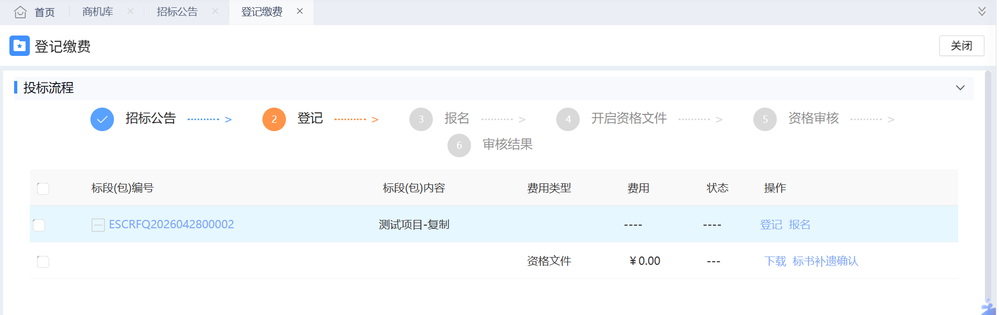 首页 商机库 × 招标公告 × 登记缴费 ×
登记缴费 关闭
投标流程
招标公告 > 2 登记 > 3 报名 > 4 开启资格文件 > 5 资格审核 >
6 审核结果
标段(包)编号 标段(包)内容 费用类型 费用 状态 操作
ESCRFQ2026042800002 测试项目-复制 ---- ---- 登记 报名
资格文件 ¥0.00 --- 下载 标书补遗确认